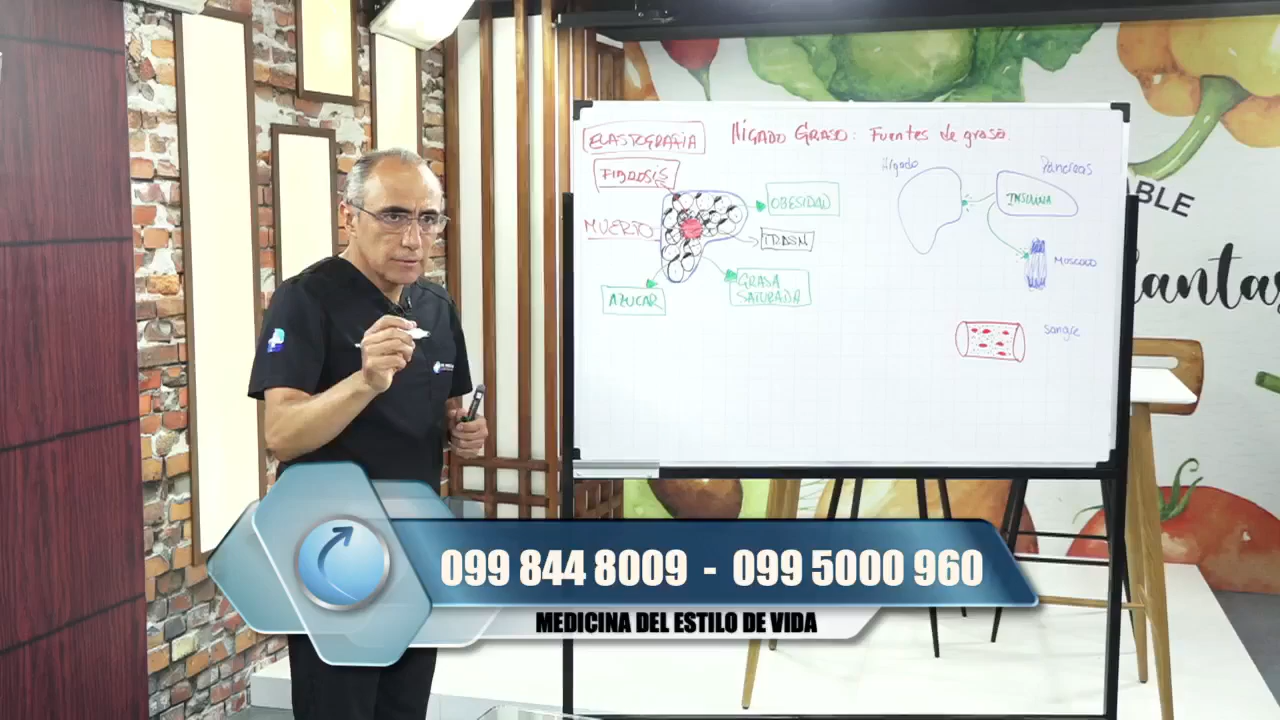 ELASTOGRAFIA
HÍGADO GRASO: Fuentes de grasa.
FIBROSIS
MUERTO
OBESIDAD
GRASA
SATURADA
AZUCAR
Hígado
Páncreas
INSULINA
MÚSCULO
Sangre
ABLE
lantas
099 844 8009 - 099 5000 960
MEDICINA DEL ESTILO DE VIDA